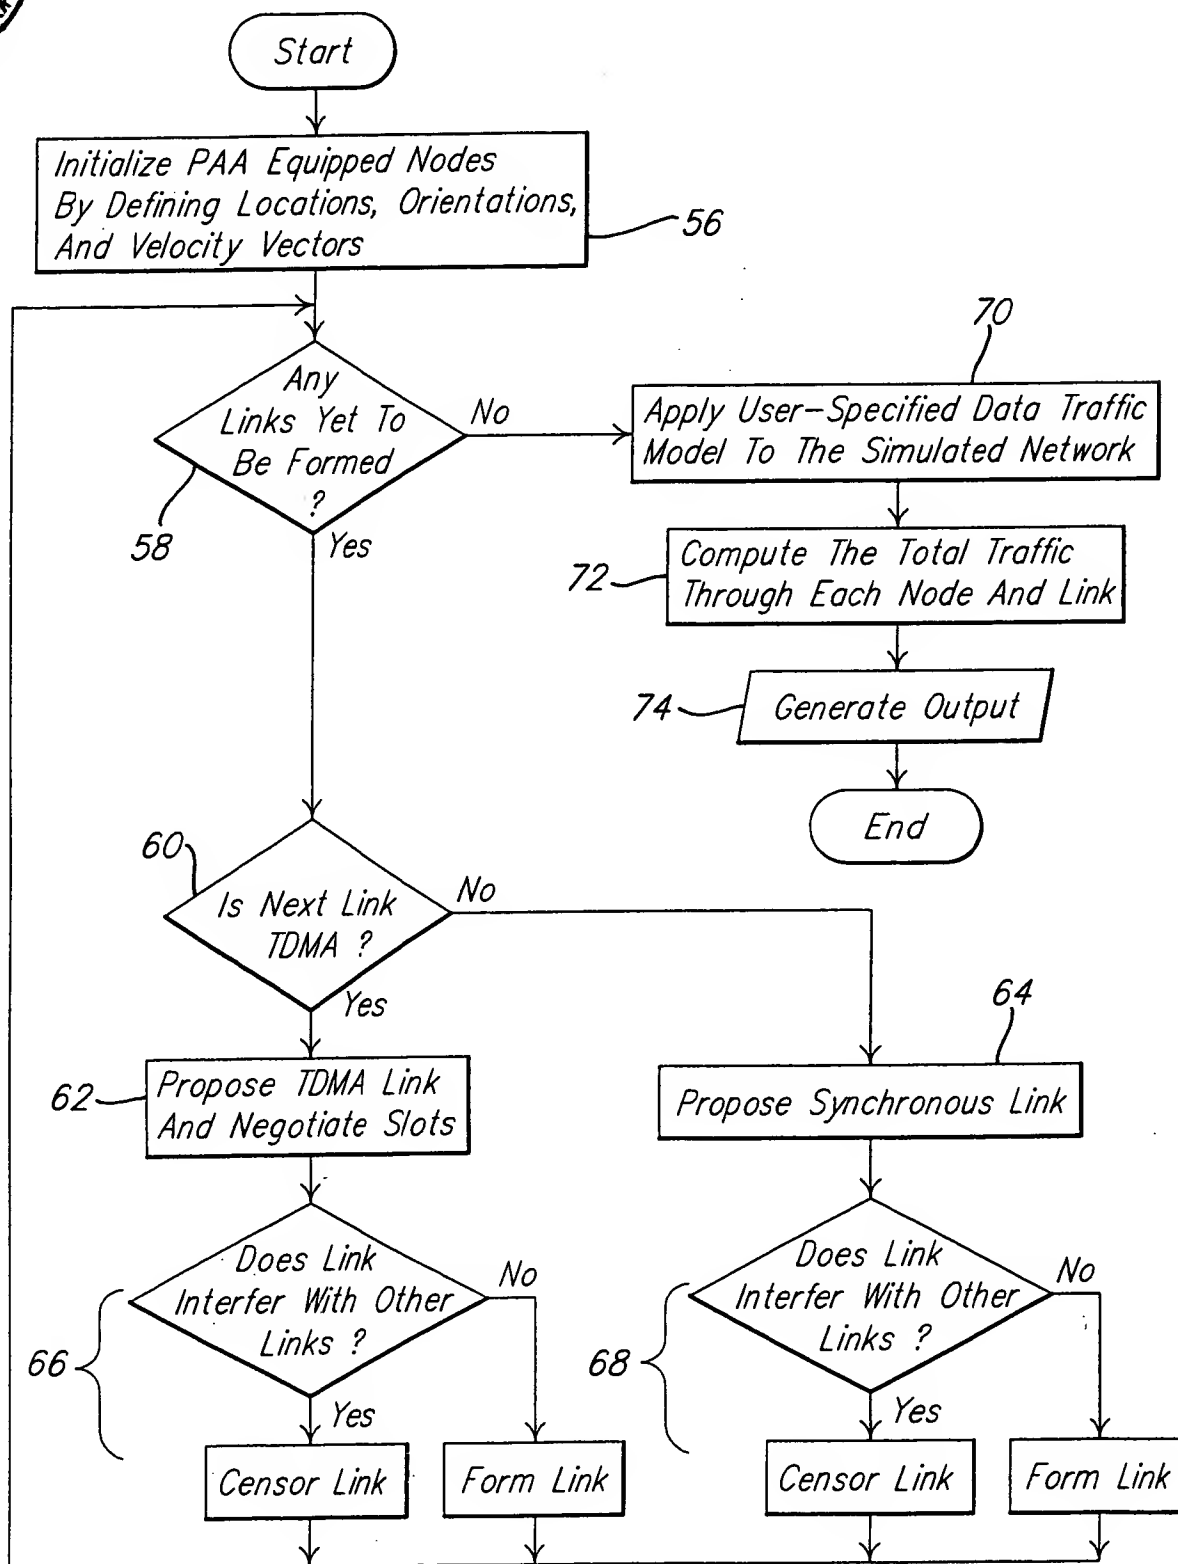 Start
Initialize PAA Equipped Nodes
By Defining Locations, Orientations,
And Velocity Vectors
56
Any
Links Yet To
Be Formed
?
58
No
Yes
70
Apply User-Specified Data Traffic
Model To The Simulated Network
72
Compute The Total Traffic
Through Each Node And Link
74
Generate Output
End
60
Is Next Link
TDMA ?
No
Yes
62
Propose TDMA Link
And Negotiate Slots
64
Propose Synchronous Link
66
Does Link
Interfer With Other
Links ?
No
Yes
Censor Link
Form Link
68
Does Link
Interfer With Other
Links ?
No
Yes
Censor Link
Form Link